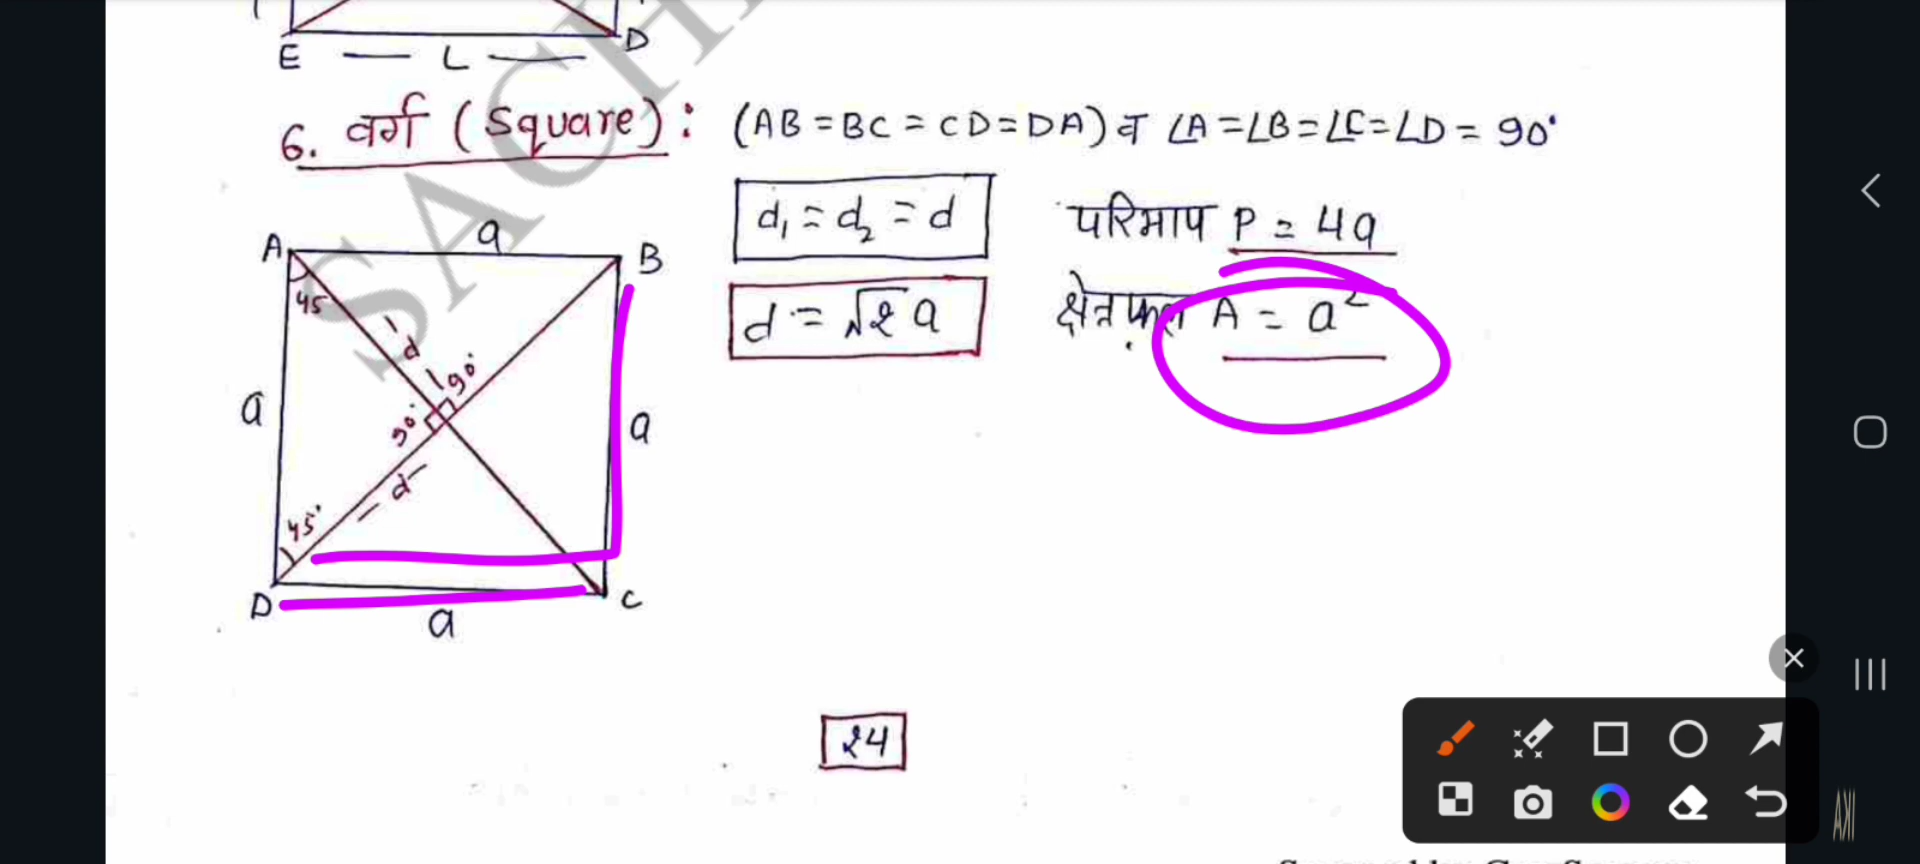 E — L — D
6. वर्ग (Square) : (AB = BC = CD = DA) व ∠A = ∠B = ∠C = ∠D = 90°
d₁ = d₂ = d
परिमाप P = 4a
d = √2 a
क्षेत्रफल A = a²
A a B
45
d
90°
a 90° a
d
45°
D a C
24
SACH